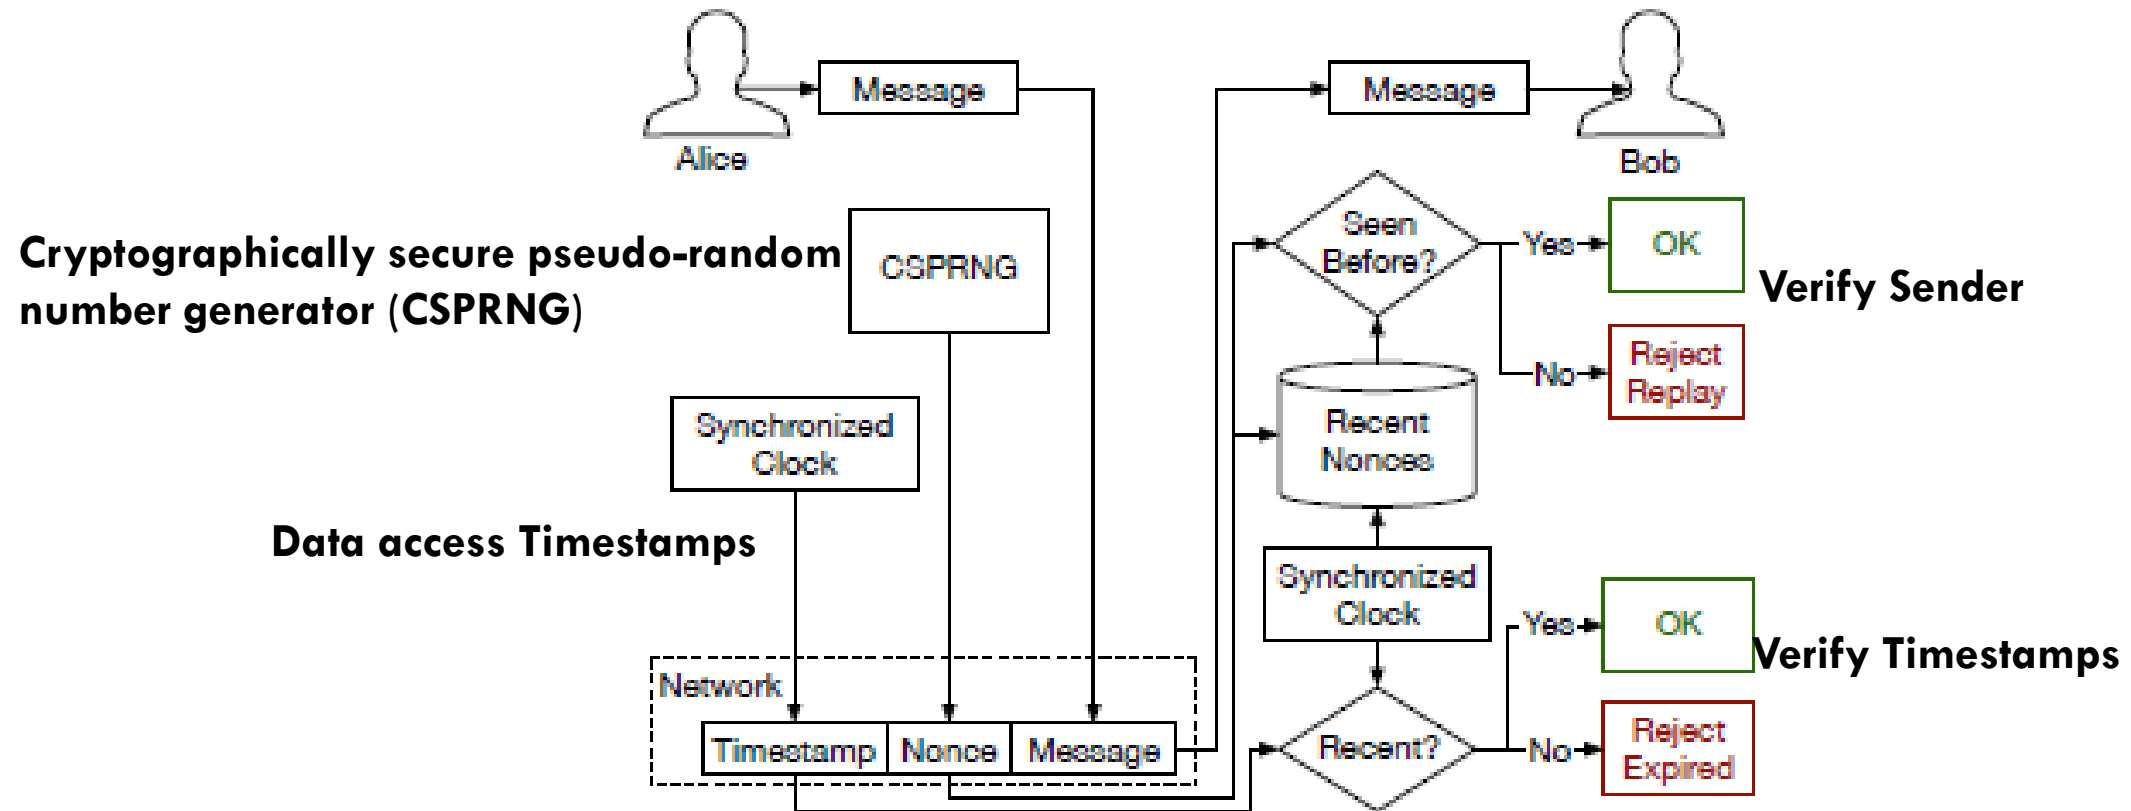 Message
Message
Alice
Bob
Cryptographically secure pseudo-random
number generator (CSPRNG)
CSPRNG
Seen
Before?
Yes
OK
Verify Sender
No
Reject
Replay
Synchronized
Clock
Recent
Nonces
Data access Timestamps
Synchronized
Clock
Yes
OK
Verify Timestamps
Network
Timestamp
Nonce
Message
Recent?
No
Reject
Expired